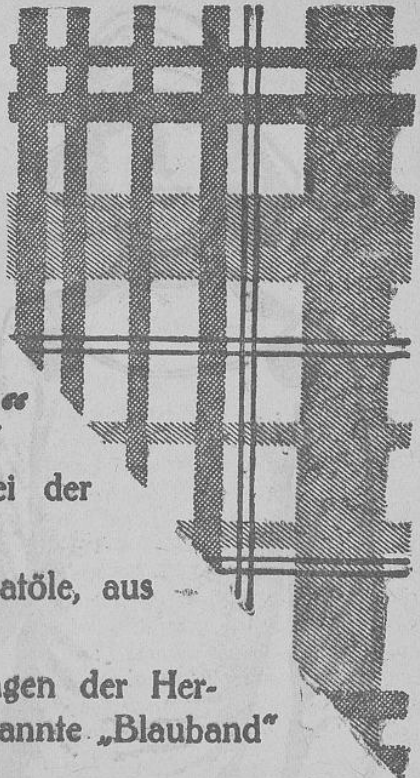 “
ei der
atöle, aus
gen der Her-
annte „Blauband“